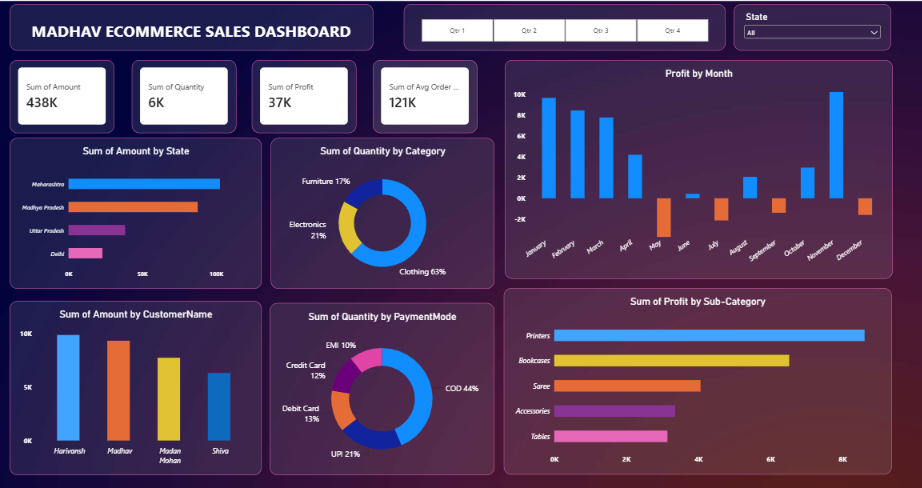 MADHAV ECOMMERCE SALES DASHBOARD
Qtr 1
Qtr 2
Qtr 3
Qtr 4
State
All
Sum of Amount
438K
Sum of Quantity
6K
Sum of Profit
37K
Sum of Avg Order ...
121K
Profit by Month
10K
8K
6K
4K
2K
0K
-2K
January
February
March
April
May
June
July
August
September
October
November
December
Sum of Amount by State
Maharashtra
Madhya Pradesh
Uttar Pradesh
Delhi
0K
50K
100K
Sum of Quantity by Category
Furniture 17%
Electronics
21%
Clothing 63%
Sum of Amount by CustomerName
10K
5K
0K
Harivansh
Madhav
Madan
Mohan
Shiva
Sum of Quantity by PaymentMode
EMI 10%
Credit Card
12%
Debit Card
13%
UPI 21%
COD 44%
Sum of Profit by Sub-Category
Printers
Bookcases
Saree
Accessories
Tables
0K
2K
4K
6K
8K